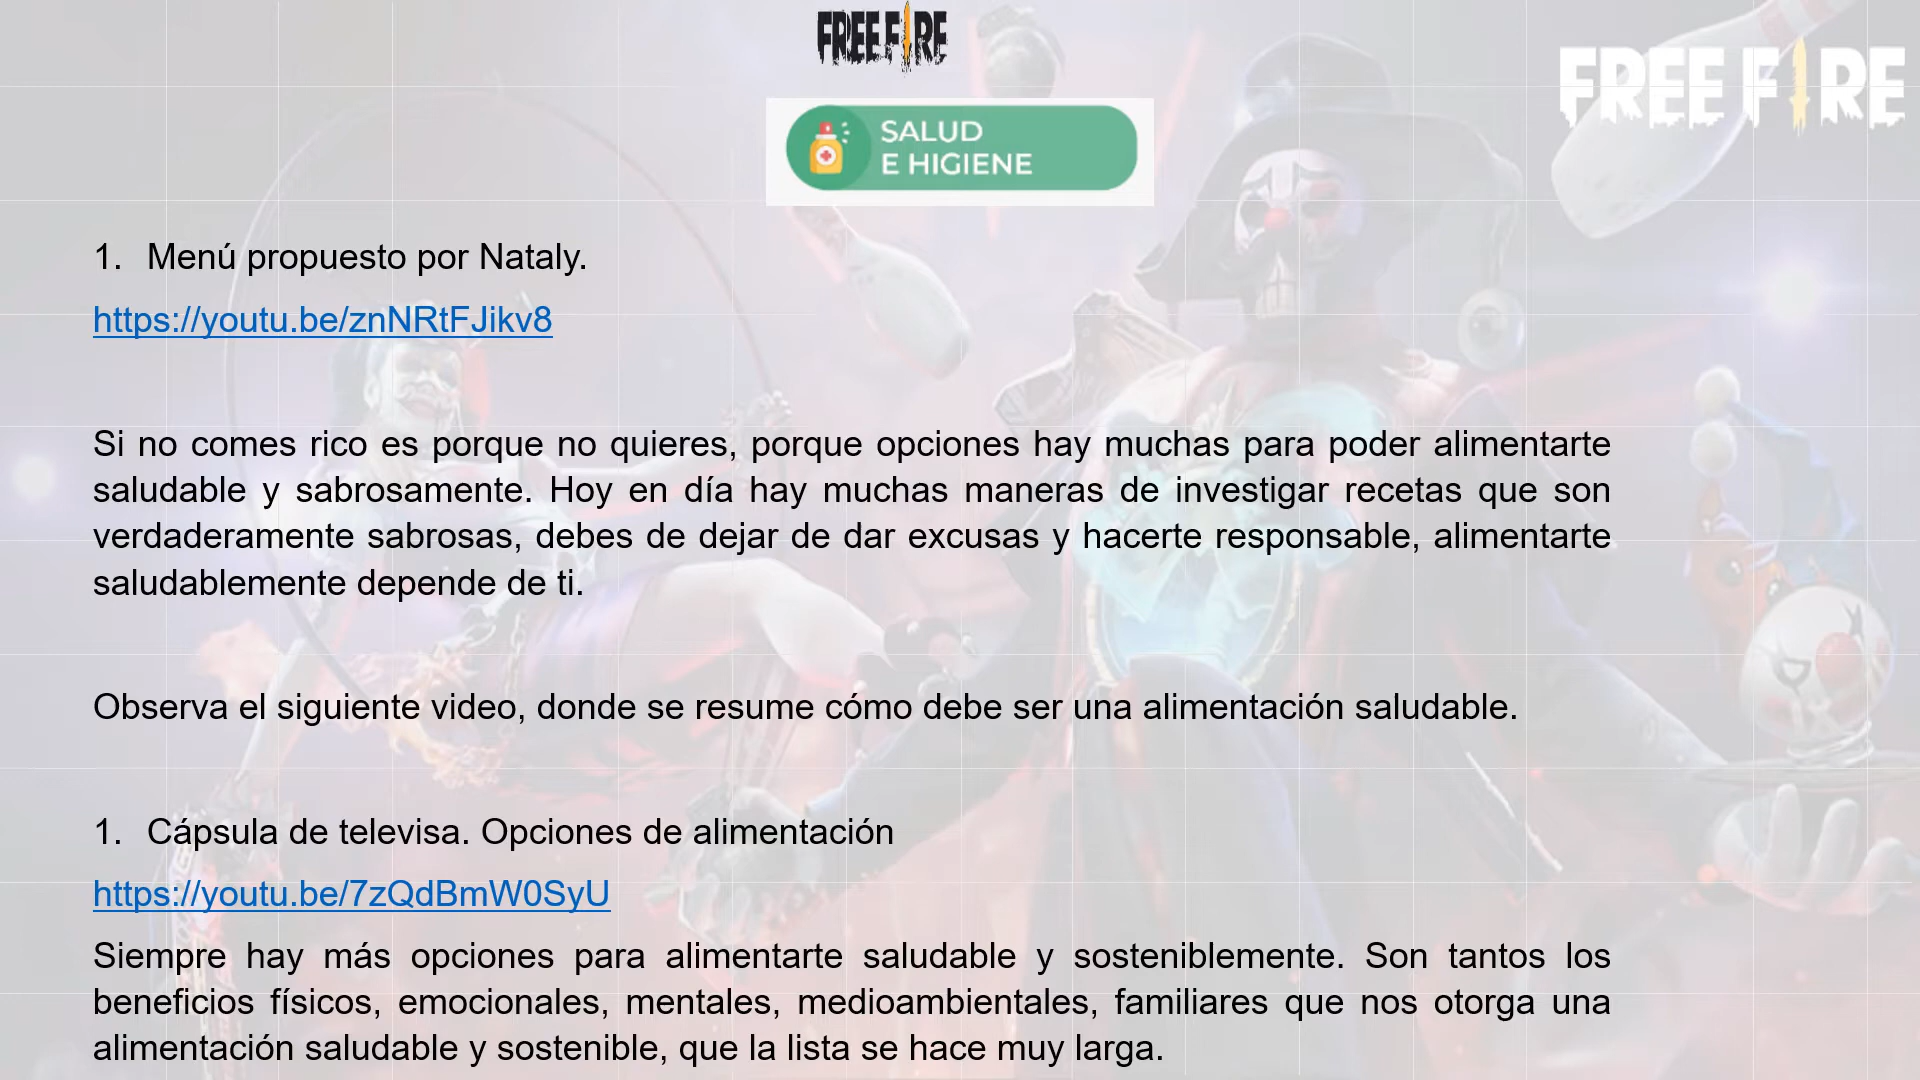 FREE FIRE
FREE FIRE
SALUD
E HIGIENE
1. Menú propuesto por Nataly.
https://youtu.be/znNRtFJikv8
Si no comes rico es porque no quieres, porque opciones hay muchas para poder alimentarte
saludable y sabrosamente. Hoy en día hay muchas maneras de investigar recetas que son
verdaderamente sabrosas, debes de dejar de dar excusas y hacerte responsable, alimentarte
saludablemente depende de ti.
Observa el siguiente video, donde se resume cómo debe ser una alimentación saludable.
1. Cápsula de televisa. Opciones de alimentación
https://youtu.be/7zQdBmW0SyU
Siempre hay más opciones para alimentarte saludable y sosteniblemente. Son tantos los
beneficios físicos, emocionales, mentales, medioambientales, familiares que nos otorga una
alimentación saludable y sostenible, que la lista se hace muy larga.